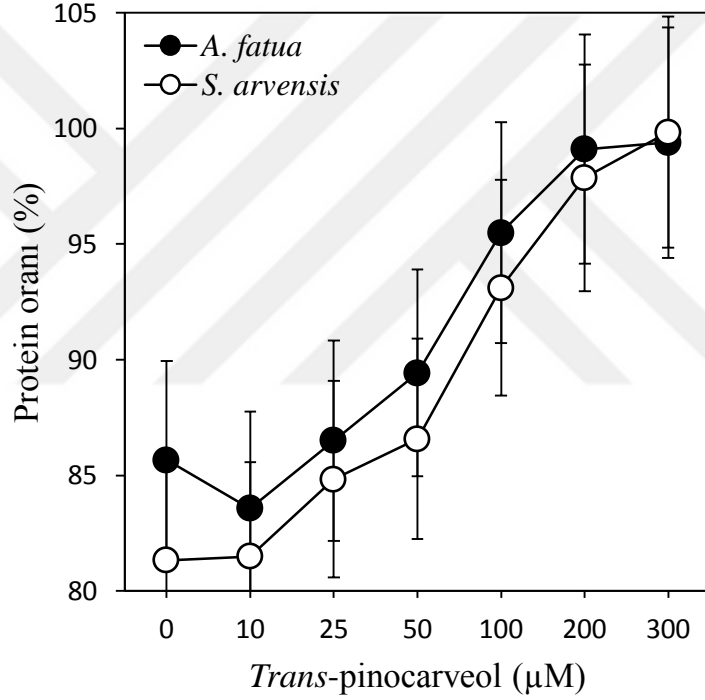 105
100
95
90
85
80
Protein oranı (%)
A. fatua
S. arvensis
0 10 25 50 100 200 300
Trans-pinocarveol (µM)